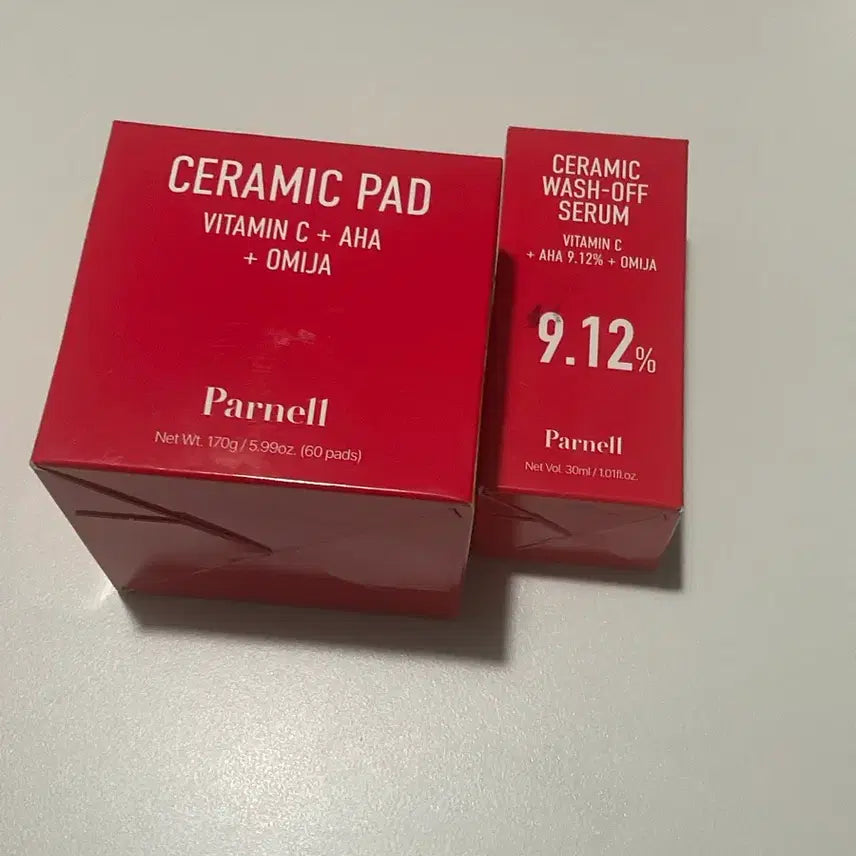 CERAMIC PAD
VITAMIN C + AHA
+ OMIJA
Parnell
Net Wt. 170g / 5.99oz. (60 pads)
CERAMIC
WASH-OFF
SERUM
VITAMIN C
+ AHA 9.12% + OMIJA
9.12%
Parnell
Net Vol. 30ml / 1.01fl.oz.